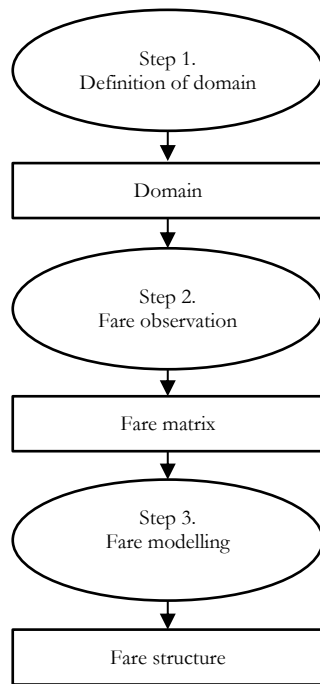 Step 1.
Definition of domain
Domain
Step 2.
Fare observation
Fare matrix
Step 3.
Fare modelling
Fare structure